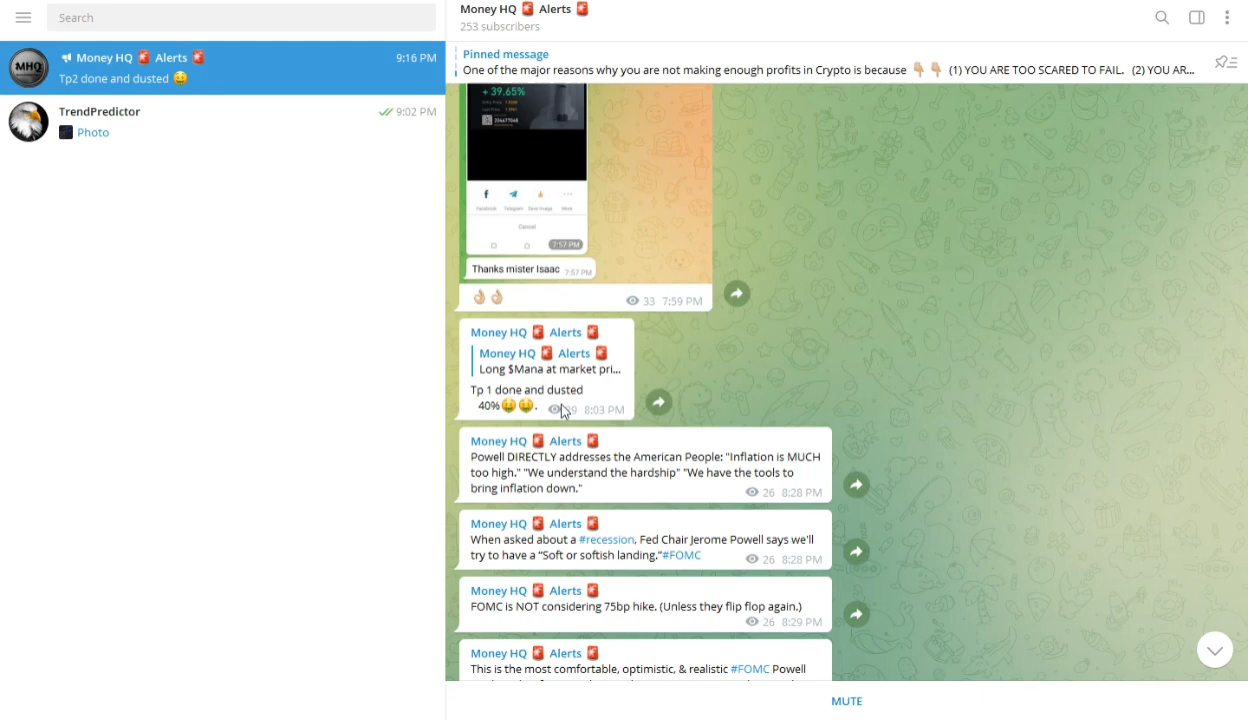 Search
MHQ
Money HQ 🚨 Alerts 🚨
9:16 PM
Tp2 done and dusted 🤑
TrendPredictor
9:02 PM
Photo
Money HQ 🚨 Alerts 🚨
253 subscribers
Pinned message
One of the major reasons why you are not making enough profits in Crypto is because 👇🏼 👇🏼 (1) YOU ARE TOO SCARED TO FAIL. (2) YOU AR...
+ 39.65%
Facebook Telegram Save Image More
Cancel
7:57 PM
Thanks mister Isaac 7:57 PM
👌🏼 👌🏼
33 7:59 PM
Money HQ 🚨 Alerts 🚨
Money HQ 🚨 Alerts 🚨
Long $Mana at market pri...
Tp 1 done and dusted
40%🤑🤑.
8:03 PM
Money HQ 🚨 Alerts 🚨
Powell DIRECTLY addresses the American People: "Inflation is MUCH
too high." "We understand the hardship" "We have the tools to
bring inflation down."
26 8:28 PM
Money HQ 🚨 Alerts 🚨
When asked about a #recession, Fed Chair Jerome Powell says we'll
try to have a "Soft or softish landing."#FOMC
26 8:28 PM
Money HQ 🚨 Alerts 🚨
FOMC is NOT considering 75bp hike. (Unless they flip flop again.)
26 8:29 PM
Money HQ 🚨 Alerts 🚨
This is the most comfortable, optimistic, & realistic #FOMC Powell
MUTE